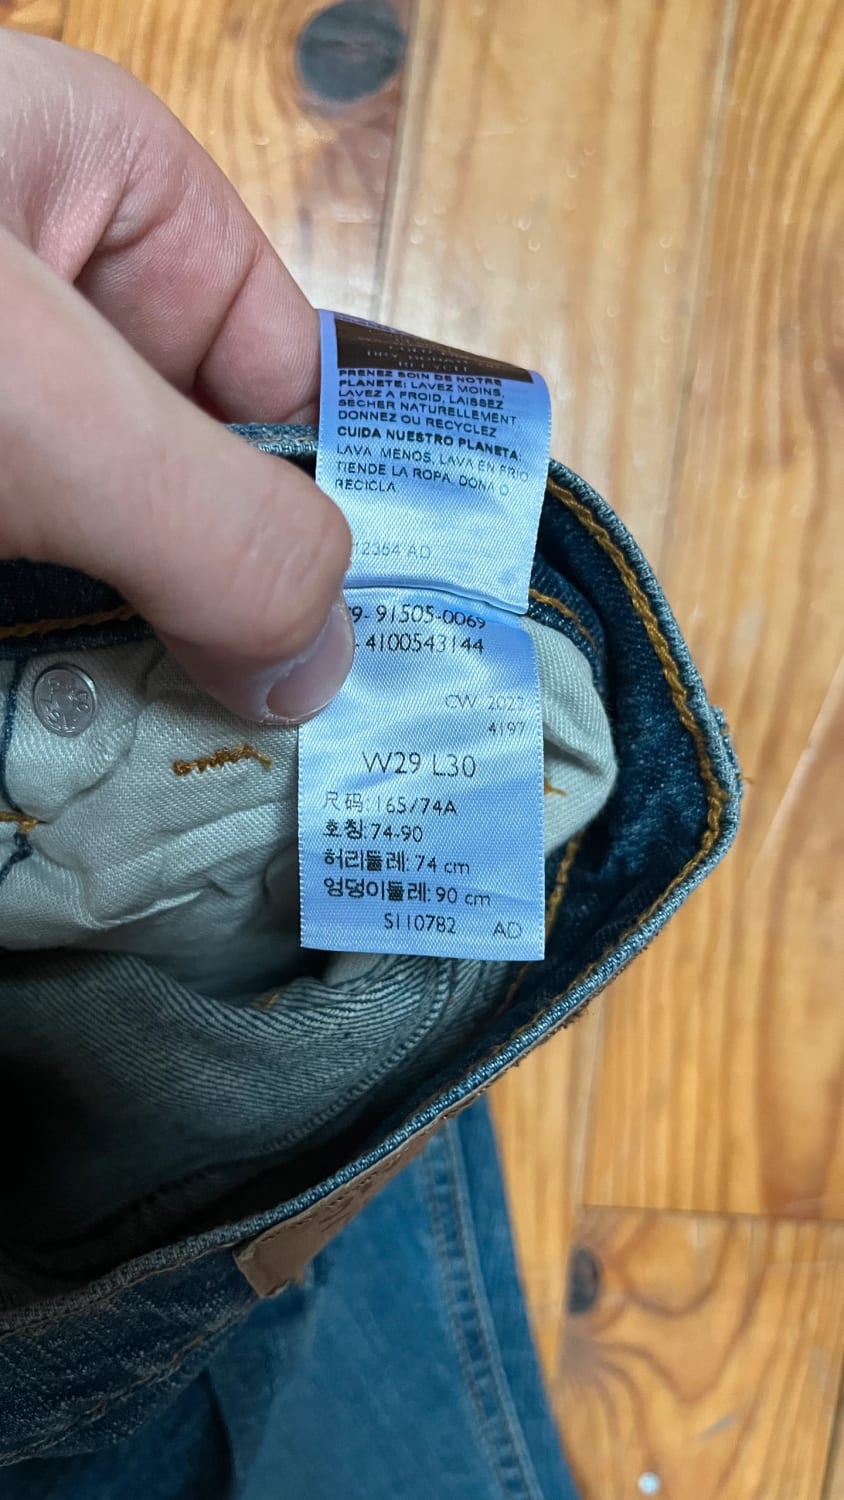 RECYCLE
PRENEZ SOIN DE NOTRE
PLANETE: LAVEZ MOINS,
LAVEZ A FROID, LAISSEZ
SECHER NATURELLEMENT,
DONNEZ OU RECYCLEZ
CUIDA NUESTRO PLANETA:
LAVA MENOS, LAVA EN FRIO
TIENDE LA ROPA, DONA O
RECICLA
2364 AD
9- 91505-0069
- 4100543144
CW 2022
4197
W29 L30
尺码: 165/74A
호칭: 74-90
허리둘레: 74 cm
엉덩이둘레: 90 cm
S110782 AD